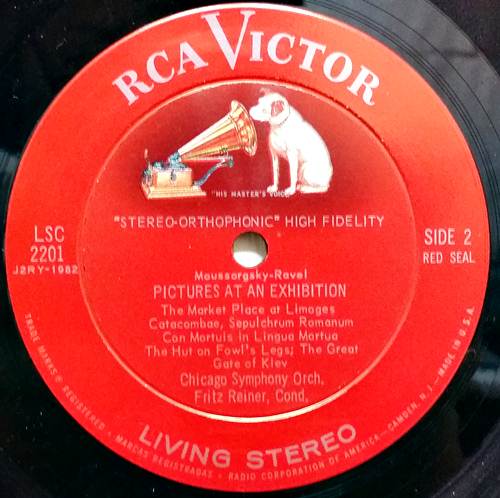 RCA VICTOR
"HIS MASTER'S VOICE"
"STEREO-ORTHOPHONIC" HIGH FIDELITY
LSC
2201
J2RY-1982
SIDE 2
RED SEAL
Moussorgsky-Ravel
PICTURES AT AN EXHIBITION
The Market Place at Limoges
Catacombae, Sepulchrum Romanum
Con Mortuis in Lingua Mortua
The Hut on Fowl's Legs; The Great
Gate of Kiev
Chicago Symphony Orch.
Fritz Reiner, Cond.
LIVING STEREO
TRADE MARKS ® REGISTERED • MARCAS REGISTRADAS • RADIO CORPORATION OF AMERICA—CAMDEN, N.J.—MADE IN U.S.A.